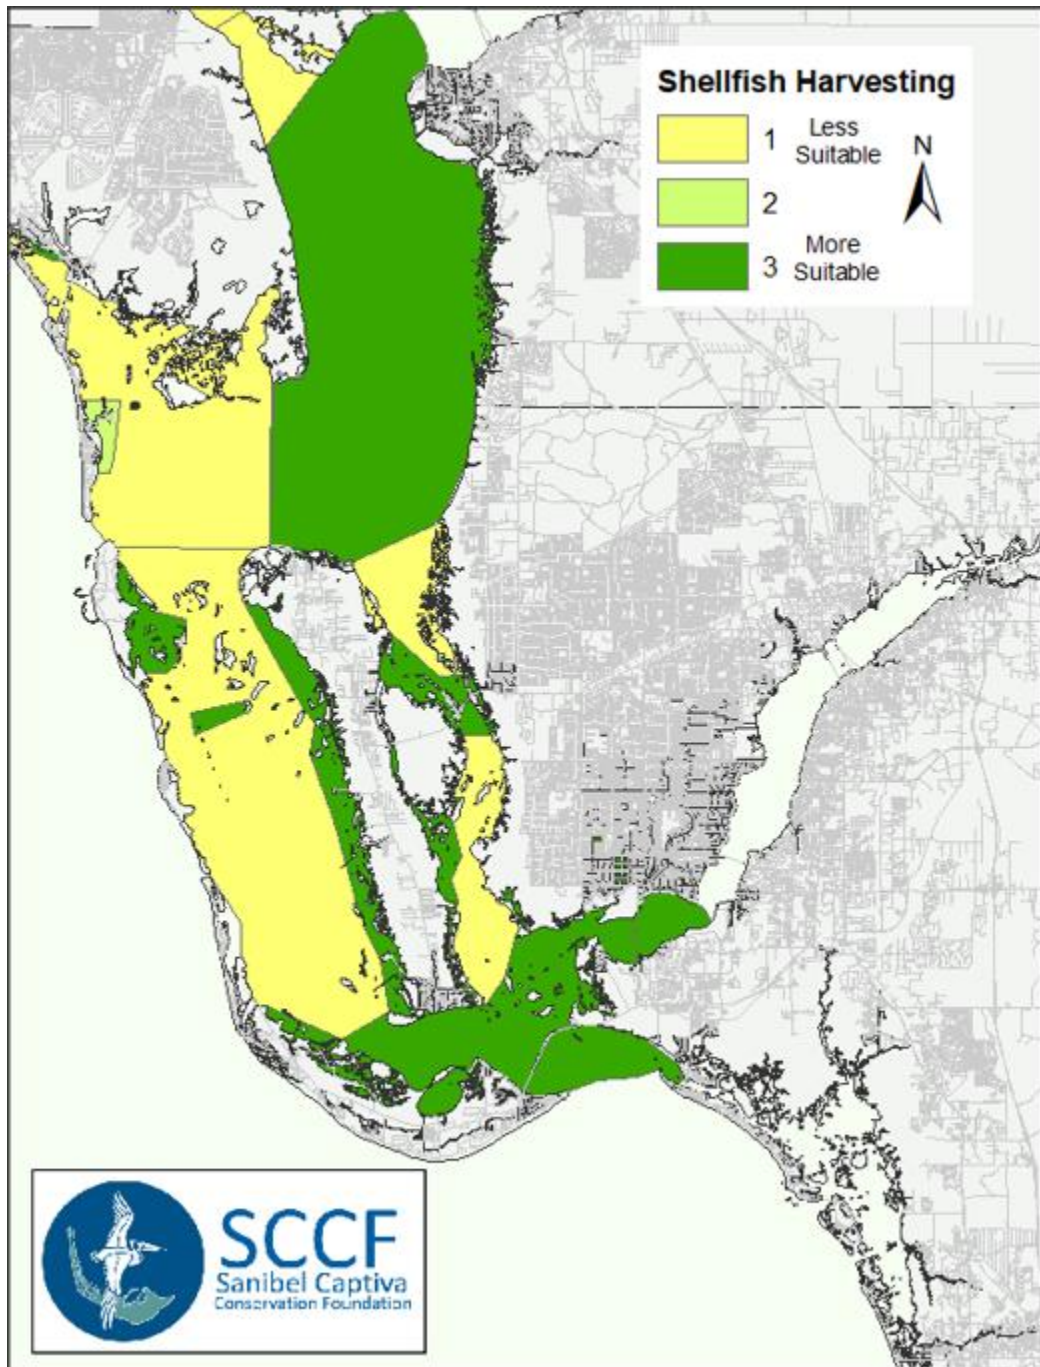 Shellfish Harvesting
1 Less
Suitable
2
3 More
Suitable
N
SCCF
Sanibel Captiva
Conservation Foundation